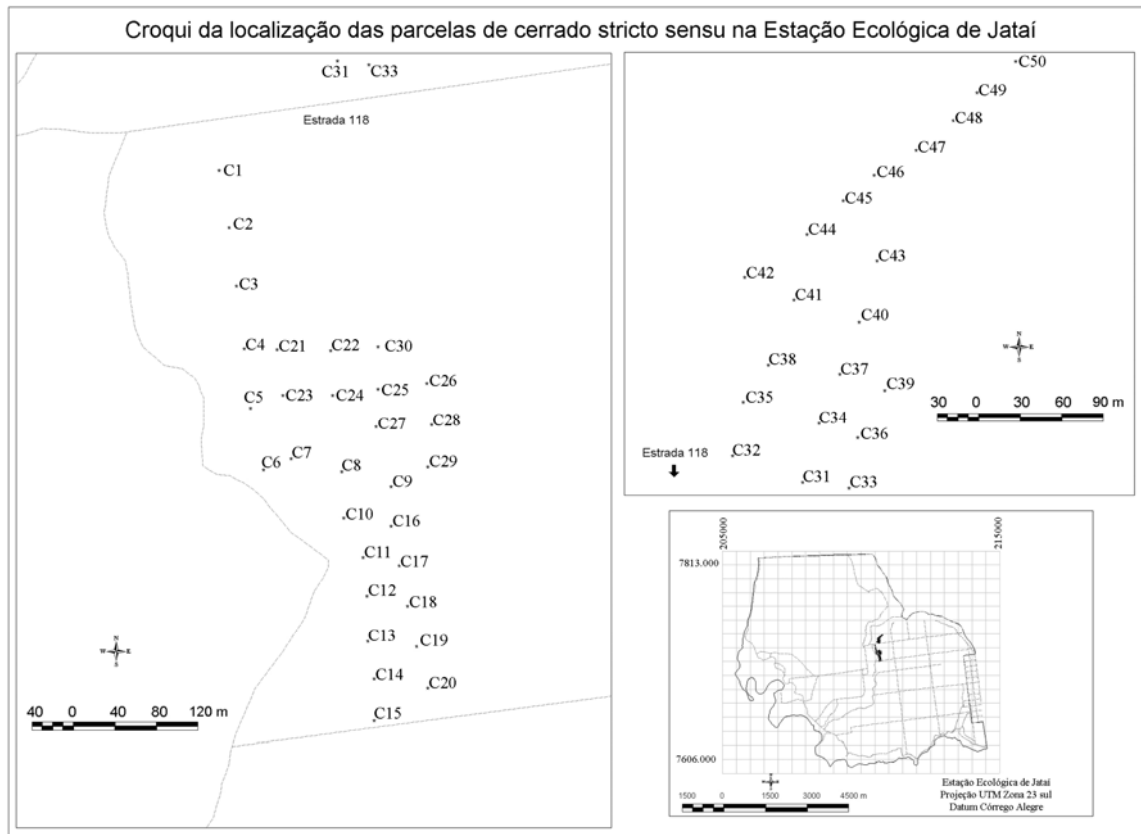 Croqui da localização das parcelas de cerrado stricto sensu na Estação Ecológica de Jataí
C31 C33
Estrada 118
C1
C2
C3
C4 C21 C22 C30
C26
C5 C23 C24 C25
C27 C28
C6 C7 C8 C29
C9
C10 C16
C11 C17
C12 C18
C13 C19
C14 C20
C15
N
W E
S
40 0 40 80 120 m
C50
C49
C48
C47
C46
C45
C44
C43
C42
C41
C40
C38 C37
C39
C35
C34
C36
C32
C31 C33
Estrada 118
N
W E
S
30 0 30 60 90 m
205000 215000
7813.000
7606.000
1500 0 1500 3000 4500 m
Estação Ecológica de Jataí
Projeção UTM Zona 23 sul
Datum Córrego Alegre